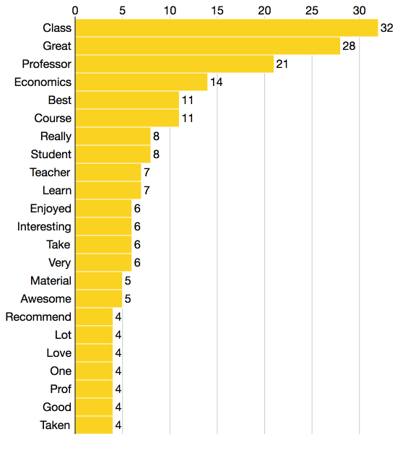 0 5 10 15 20 25 30
Class 32
Great 28
Professor 21
Economics 14
Best 11
Course 11
Really 8
Student 8
Teacher 7
Learn 7
Enjoyed 6
Interesting 6
Take 6
Very 6
Material 5
Awesome 5
Recommend 4
Lot 4
Love 4
One 4
Prof 4
Good 4
Taken 4